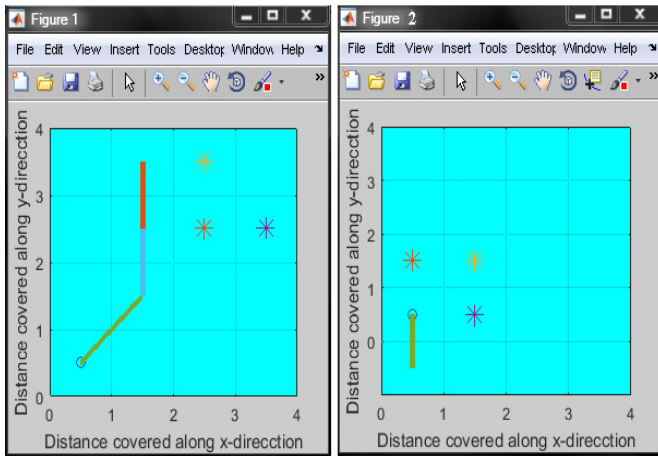 Figure 1
File Edit View Insert Tools Desktop Window Help
4
3
2
1
0
0 1 2 3 4
Distance covered along y-direcction
Distance covered along x-direcction
Figure 2
File Edit View Insert Tools Desktop Window Help
4
3
2
1
0
0 1 2 3 4
Distance covered along y-direcction
Distance covered along x-direcction